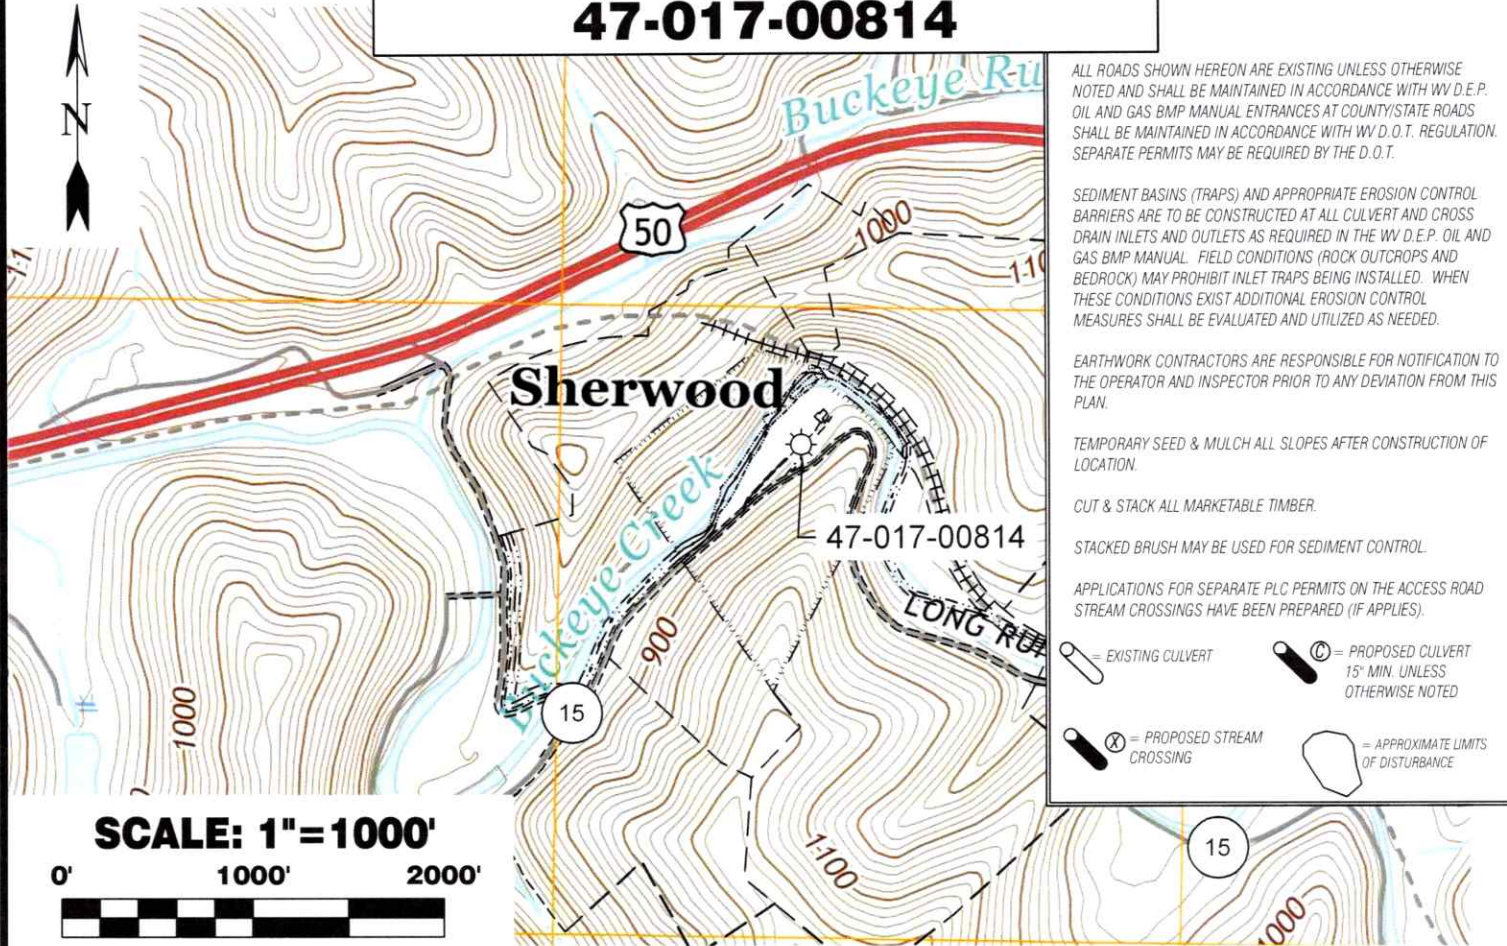 47-017-00814
N
Buckeye Ru
50
1000
1-10
Sherwood
Buckeye Creek
47-017-00814
LONG RUN
900
1000
15
1100
15
1000
SCALE: 1"=1000'
0' 1000' 2000'
ALL ROADS SHOWN HEREON ARE EXISTING UNLESS OTHERWISE
NOTED AND SHALL BE MAINTAINED IN ACCORDANCE WITH WV D.E.P.
OIL AND GAS BMP MANUAL ENTRANCES AT COUNTY/STATE ROADS
SHALL BE MAINTAINED IN ACCORDANCE WITH WV D.O.T. REGULATION.
SEPARATE PERMITS MAY BE REQUIRED BY THE D.O.T.
SEDIMENT BASINS (TRAPS) AND APPROPRIATE EROSION CONTROL
BARRIERS ARE TO BE CONSTRUCTED AT ALL CULVERT AND CROSS
DRAIN INLETS AND OUTLETS AS REQUIRED IN THE WV D.E.P. OIL AND
GAS BMP MANUAL. FIELD CONDITIONS (ROCK OUTCROPS AND
BEDROCK) MAY PROHIBIT INLET TRAPS BEING INSTALLED. WHEN
THESE CONDITIONS EXIST ADDITIONAL EROSION CONTROL
MEASURES SHALL BE EVALUATED AND UTILIZED AS NEEDED.
EARTHWORK CONTRACTORS ARE RESPONSIBLE FOR NOTIFICATION TO
THE OPERATOR AND INSPECTOR PRIOR TO ANY DEVIATION FROM THIS
PLAN.
TEMPORARY SEED & MULCH ALL SLOPES AFTER CONSTRUCTION OF
LOCATION.
CUT & STACK ALL MARKETABLE TIMBER.
STACKED BRUSH MAY BE USED FOR SEDIMENT CONTROL.
APPLICATIONS FOR SEPARATE PLC PERMITS ON THE ACCESS ROAD
STREAM CROSSINGS HAVE BEEN PREPARED (IF APPLIES).
= EXISTING CULVERT
C = PROPOSED CULVERT
15" MIN. UNLESS
OTHERWISE NOTED
X = PROPOSED STREAM
CROSSING
= APPROXIMATE LIMITS
OF DISTURBANCE